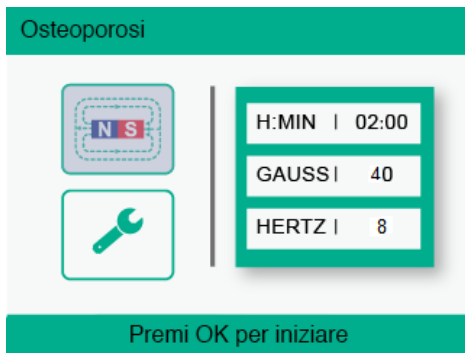 Osteoporosi
N S
H:MIN | 02:00
GAUSS | 40
HERTZ | 8
Premi OK per iniziare